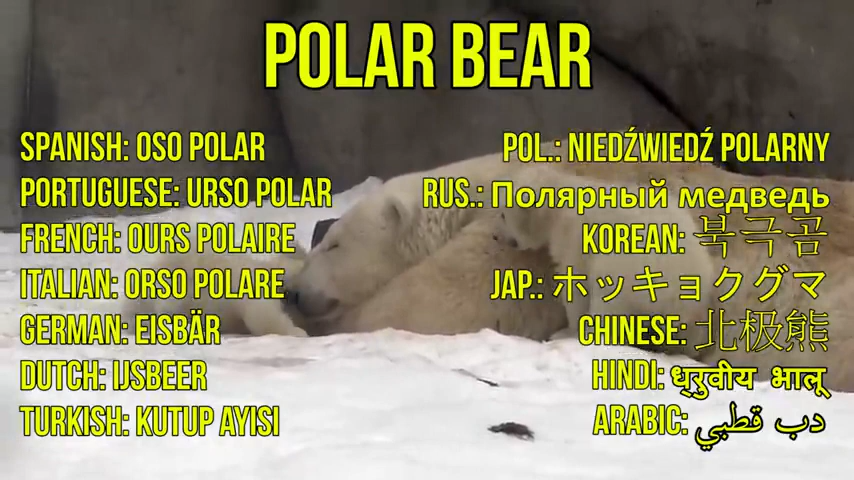 POLAR BEAR
SPANISH: OSO POLAR
PORTUGUESE: URSO POLAR
FRENCH: OURS POLAIRE
ITALIAN: ORSO POLARE
GERMAN: EISBÄR
DUTCH: IJSBEER
TURKISH: KUTUP AYISI
POL.: NIEDŹWIEDŹ POLARNY
RUS.: Полярный медведь
KOREAN: 북극곰
JAP.: ホッキョクグマ
CHINESE: 北极熊
HINDI: ध्रुवीय भालू
ARABIC: دب قطبي